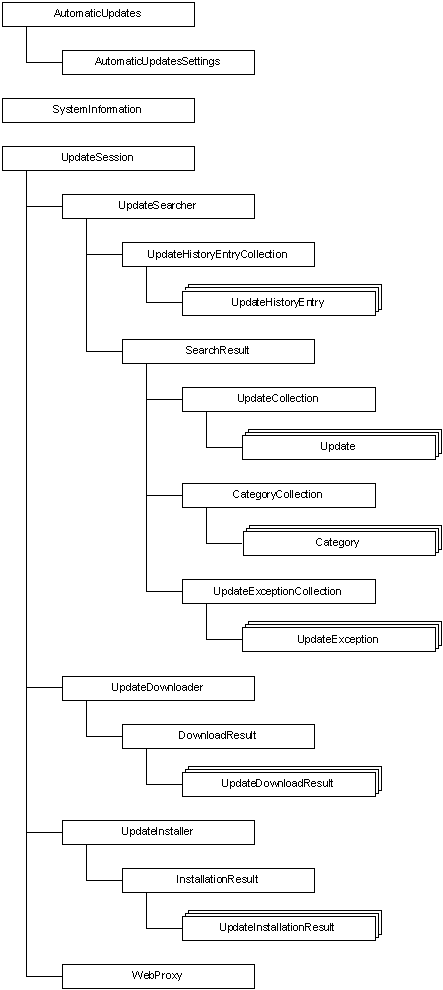 AutomaticUpdates
AutomaticUpdatesSettings
SystemInformation
UpdateSession
UpdateSearcher
UpdateHistoryEntryCollection
UpdateHistoryEntry
SearchResult
UpdateCollection
Update
CategoryCollection
Category
UpdateExceptionCollection
UpdateException
UpdateDownloader
DownloadResult
UpdateDownloadResult
UpdateInstaller
InstallationResult
UpdateInstallationResult
WebProxy